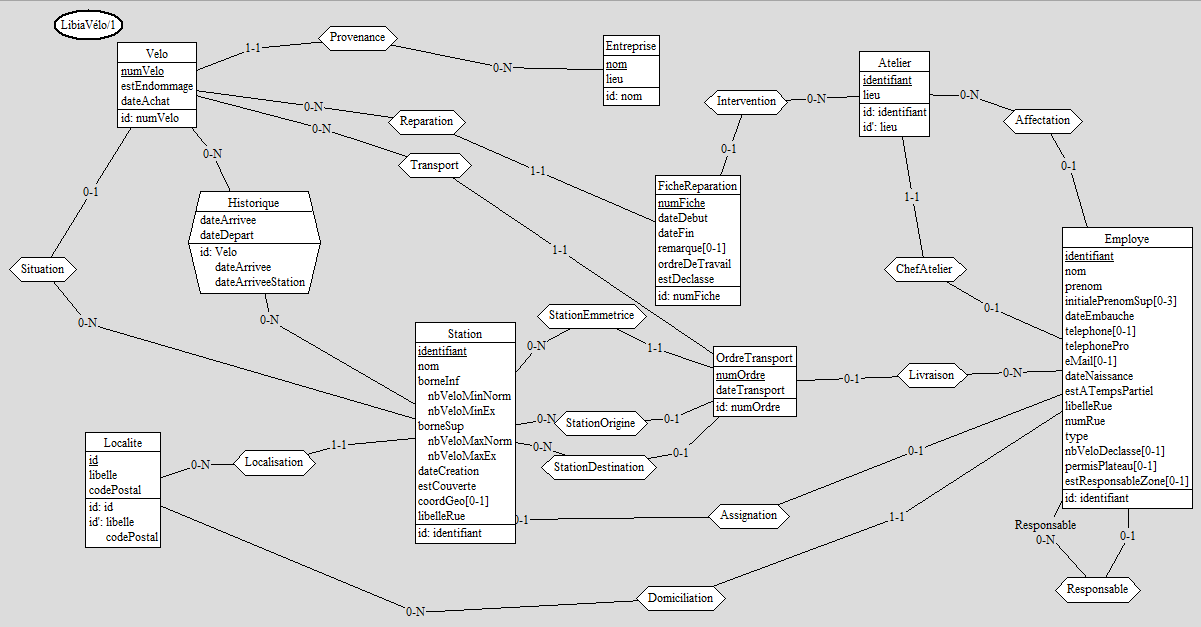 LibiaVélo/1
Velo
numVelo
estEndommage
dateAchat
id: numVelo
1-1
Provenance
0-N
Entreprise
nom
lieu
id: nom
0-N
Reparation
1-1
0-N
Transport
1-1
Intervention
0-N
0-1
Atelier
identifiant
lieu
id: identifiant
id': lieu
0-N
Affectation
0-1
1-1
ChefAtelier
0-1
FicheReparation
numFiche
dateDebut
dateFin
remarque[0-1]
ordreDeTravail
estDeclasse
id: numFiche
0-N
Historique
dateArrivee
dateDepart
id: Velo
dateArrivee
dateArriveeStation
0-N
0-1
Situation
0-N
Employe
identifiant
nom
prenom
initialePrenomSup[0-3]
dateEmbauche
telephone[0-1]
telephonePro
eMail[0-1]
dateNaissance
estATempsPartiel
libelleRue
numRue
type
nbVeloDeclasse[0-1]
permisPlateau[0-1]
estResponsableZone[0-1]
id: identifiant
Station
identifiant
nom
borneInf
nbVeloMinNorm
nbVeloMinEx
borneSup
nbVeloMaxNorm
nbVeloMaxEx
dateCreation
estCouverte
coordGeo[0-1]
libelleRue
id: identifiant
StationEmmetrice
0-N
1-1
OrdreTransport
numOrdre
dateTransport
id: numOrdre
0-1
Livraison
0-N
0-N
StationOrigine
0-1
0-N
StationDestination
0-1
Localite
id
libelle
codePostal
id: id
id': libelle
codePostal
0-N
Localisation
1-1
0-1
Assignation
0-1
0-N
Domiciliation
1-1
Responsable
0-N
0-1
Responsable